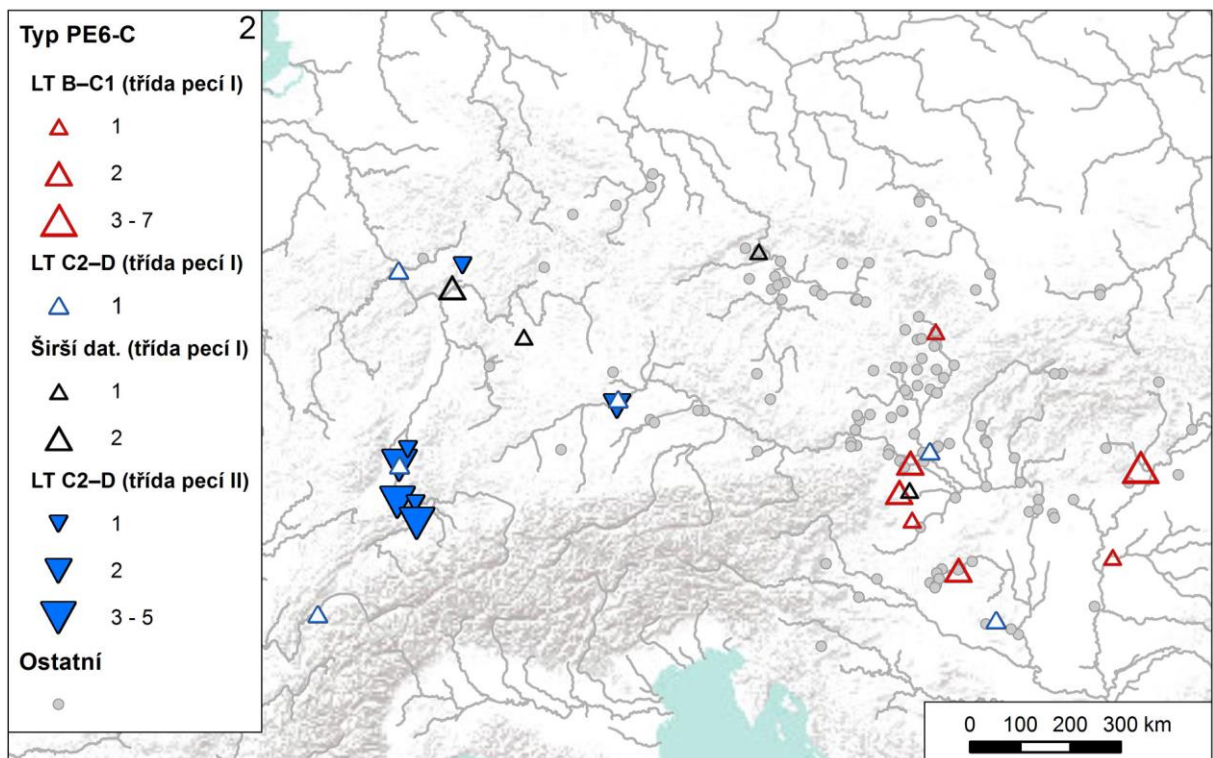 Typ PE6-C
2
LT B–C1 (třída pecí I)
1
2
3 - 7
LT C2–D (třída pecí I)
1
Širší dat. (třída pecí I)
1
2
LT C2–D (třída pecí II)
1
2
3 - 5
Ostatní
0 100 200 300 km